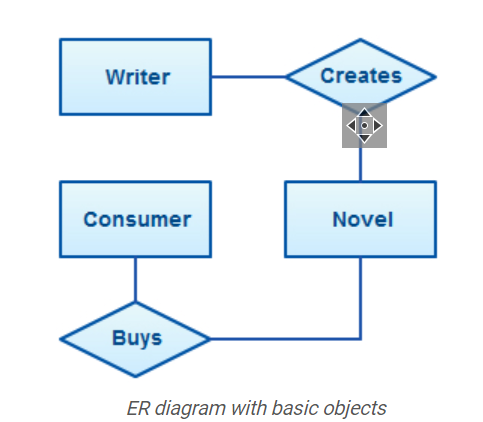 Writer
Creates
Consumer
Novel
Buys
ER diagram with basic objects